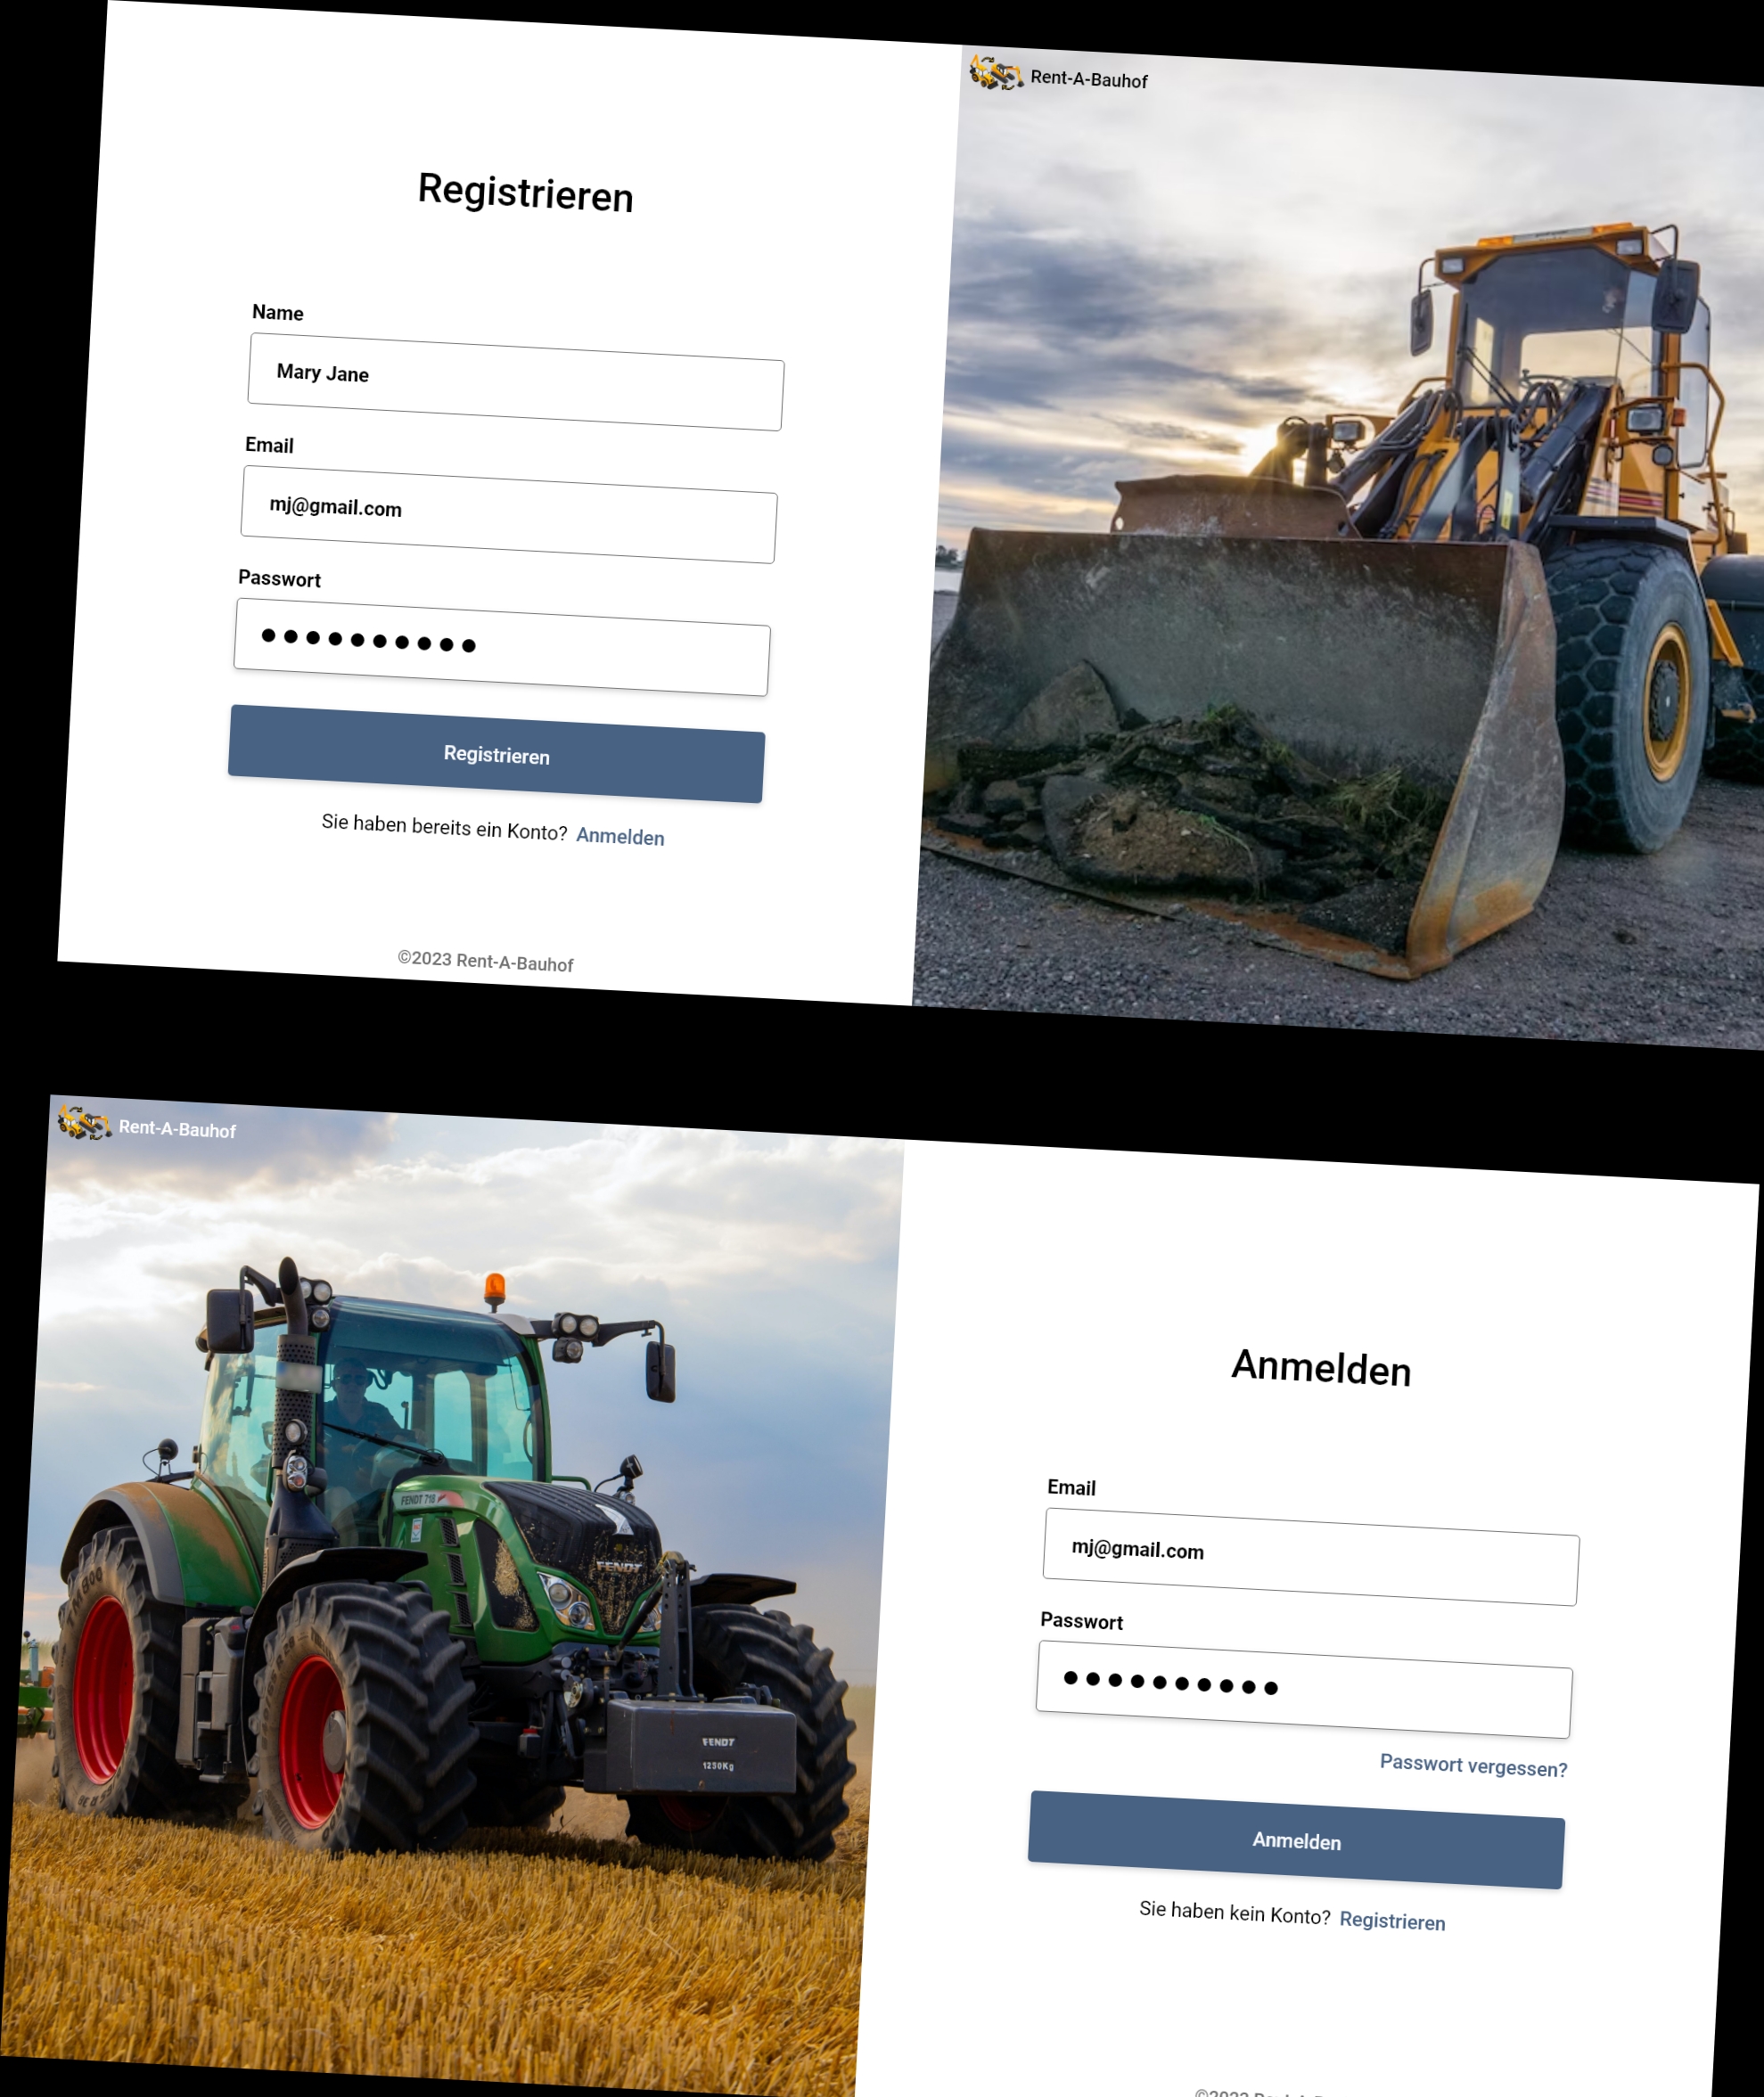 Rent-A-Bauhof
Registrieren
Name
Mary Jane
Email
mj@gmail.com
Passwort
Registrieren
Sie haben bereits ein Konto? Anmelden
©2023 Rent-A-Bauhof
Rent-A-Bauhof
FENDT 718
FENDT
FENDT
1250Kg
Anmelden
Email
mj@gmail.com
Passwort
Passwort vergessen?
Anmelden
Sie haben kein Konto? Registrieren